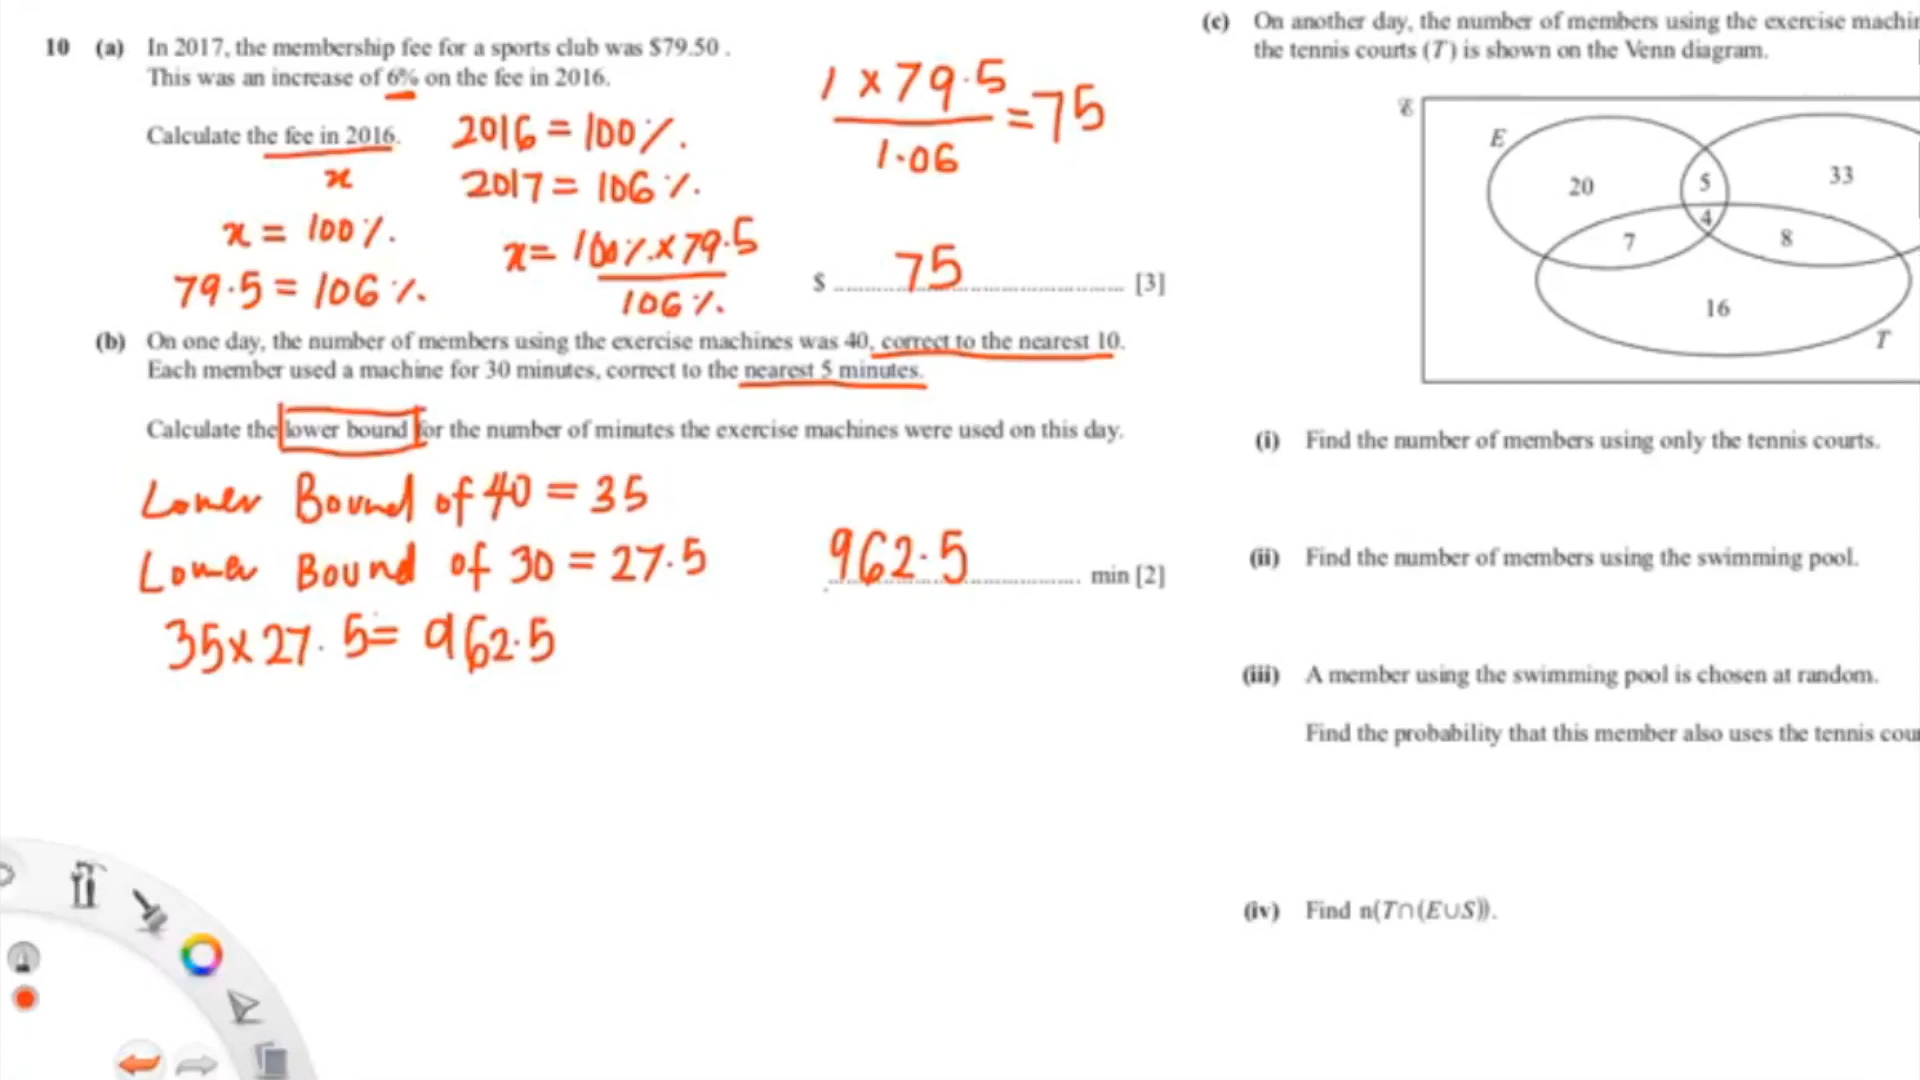 10 (a) In 2017, the membership fee for a sports club was $79.50 .
This was an increase of 6% on the fee in 2016.
Calculate the fee in 2016.
x
2016 = 100%.
2017 = 106%.
x = 100%.
79.5 = 106%.
x = 100% × 79.5
106%.
1 × 79.5
1.06
= 75
$ 75 [3]
(b) On one day, the number of members using the exercise machines was 40, correct to the nearest 10.
Each member used a machine for 30 minutes, correct to the nearest 5 minutes.
Calculate the lower bound for the number of minutes the exercise machines were used on this day.
Lower Bound of 40 = 35
Lower Bound of 30 = 27.5
35 × 27.5 = 962.5
962.5 min [2]
(c) On another day, the number of members using the exercise machin
the tennis courts (T) is shown on the Venn diagram.
ℰ
E
20
5
33
4
7
8
16
T
(i) Find the number of members using only the tennis courts.
(ii) Find the number of members using the swimming pool.
(iii) A member using the swimming pool is chosen at random.
Find the probability that this member also uses the tennis cou
(iv) Find n(T∩(E∪S)).